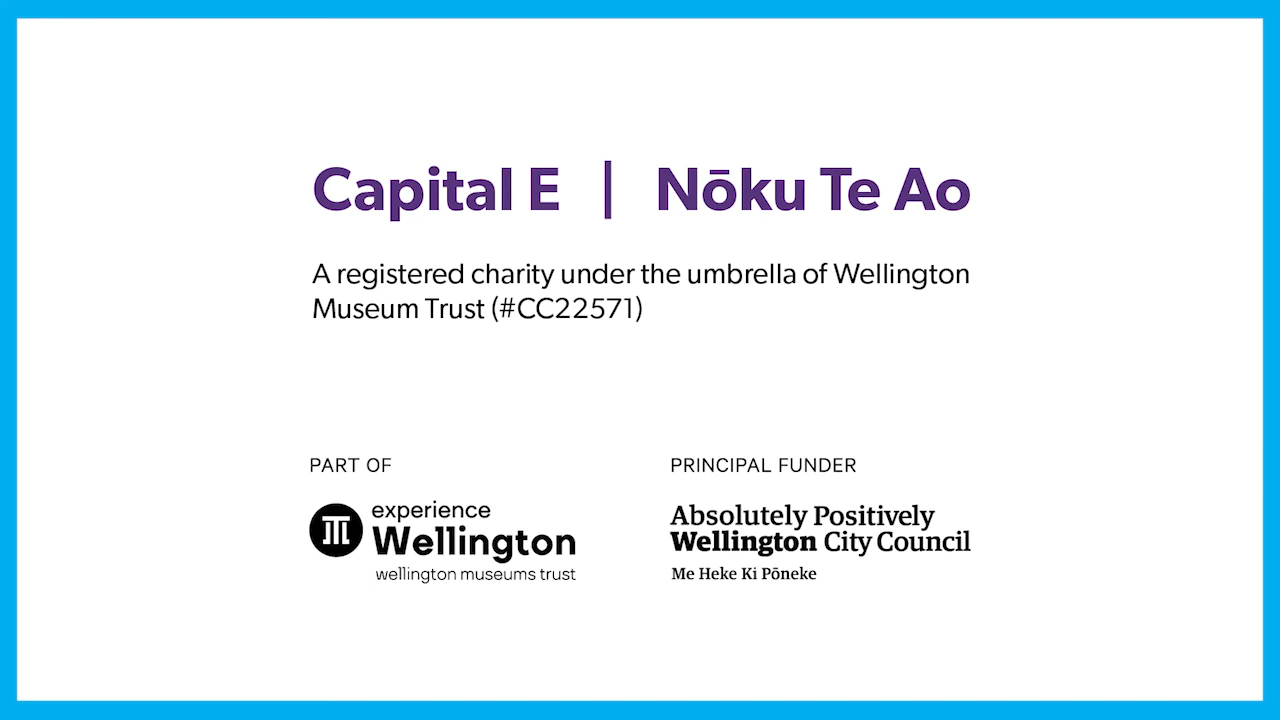 Capital E | Nōku Te Ao
A registered charity under the umbrella of Wellington
Museum Trust (#CC22571)
PART OF
experience
Wellington
wellington museums trust
PRINCIPAL FUNDER
Absolutely Positively
Wellington City Council
Me Heke Ki Pōneke